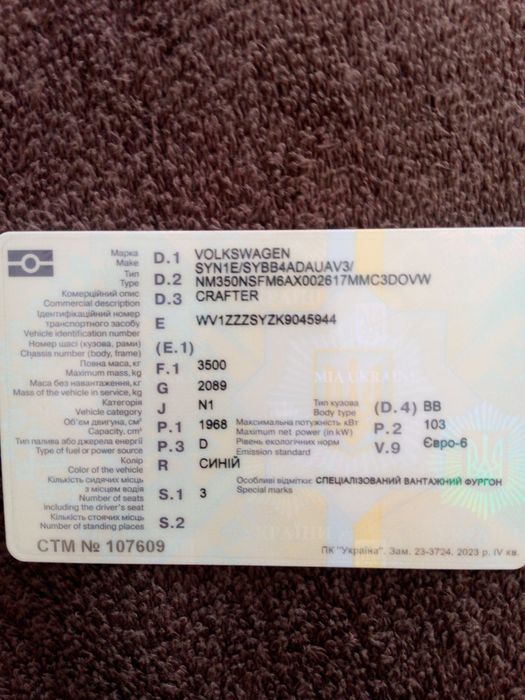 Марка
Make D.1 VOLKSWAGEN
Тип
Type D.2 SYN1E/SYBB4ADAUAV3/
NM350NSFM6AX002617MMC3DOVW
Комерційний опис
Commercial description D.3 CRAFTER
Ідентифікаційний номер
транспортного засобу
Vehicle identification number E WV1ZZZSYZK9045944
Номер шасі (кузова, рами)
Chassis number (body, frame) (E.1)
Повна маса, кг
Maximum mass, kg F.1 3500
Маса без навантаження, кг
Mass of the vehicle in service, kg G 2089
MIA UKRAINE
Категорія
Vehicle category J N1
Тип кузова
Body type (D.4) BB
Об'єм двигуна, см³
Capacity, cm³ P.1 1968
Максимальна потужність, кВт
Maximum net power (in kW) P.2 103
Тип палива або джерела енергії
Type of fuel or power source P.3 D
Рівень екологічних норм
Emission standard V.9 Євро-6
Колір
Color of the vehicle R СИНІЙ
Кількість сидячих місць
з місцем водія
Number of seats
including the driver's seat S.1 3
Особливі відмітки: СПЕЦІАЛІЗОВАНИЙ ВАНТАЖНИЙ ФУРГОН
Special marks
Кількість стоячих місць
Number of standing places S.2
СТМ № 107609
ПК "Україна". Зам. 23-3724. 2023 р. IV кв.